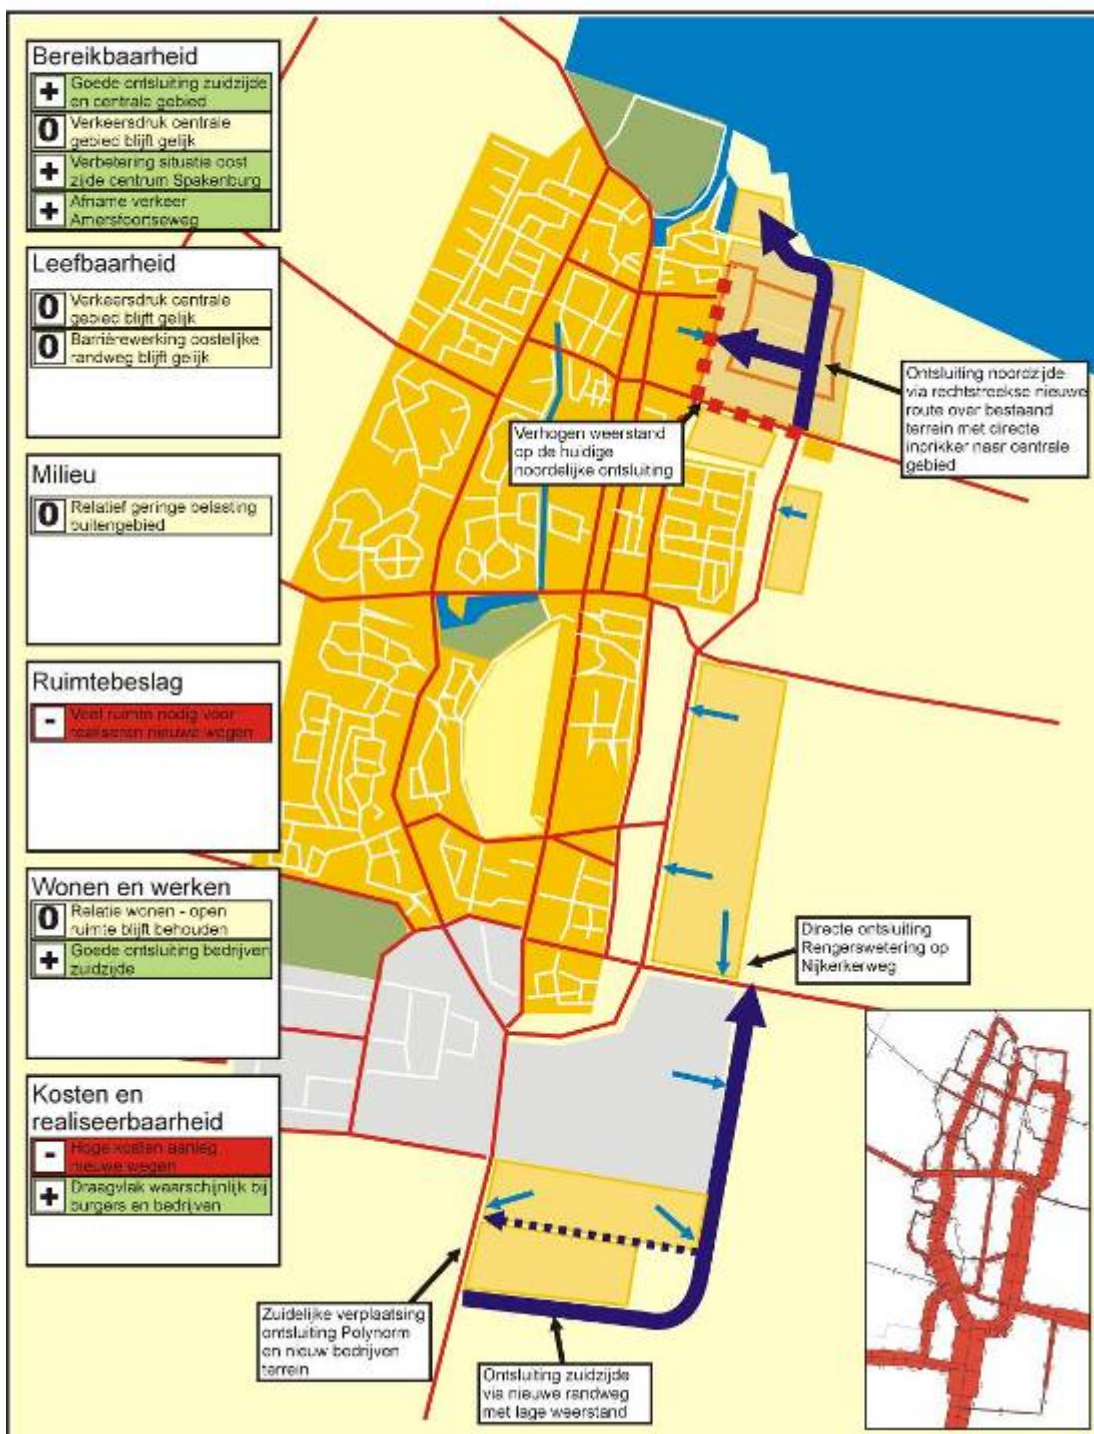 Bereikbaarheid
+ Goede ontsluiting zuidzijde
en centrale gebied
0 Verkeersdruk centrale
gebied blijft gelijk
+ Verbetering situatie oost
zijde centrum Spakenburg
+ Afname verkeer
Amersfoortseweg
Leefbaarheid
0 Verkeersdruk centrale
gebied blijft gelijk
0 Barrièrewerking oostelijke
randweg blijft gelijk
Milieu
0 Relatief geringe belasting
buitengebied
Ruimtebeslag
- Veel ruimte nodig voor
realiseren nieuwe wegen
Wonen en werken
0 Relatie wonen - open
ruimte blijft behouden
+ Goede ontsluiting bedrijven
zuidzijde
Kosten en
realiseerbaarheid
- Hoge kosten aanleg
nieuwe wegen
+ Draagvlak waarschijnlijk bij
burgers en bedrijven
Ontsluiting noordzijde
via rechtstreekse nieuwe
route over bestaand
terrein met directe
inprikker naar centrale
gebied
Verhogen weerstand
op de huidige
noordelijke ontsluiting
Directe ontsluiting
Rengerswetering op
Nijkerkerweg
Zuidelijke verplaatsing
ontsluiting Polynorm
en nieuw bedrijven
terrein
Ontsluiting zuidzijde
via nieuwe randweg
met lage weerstand